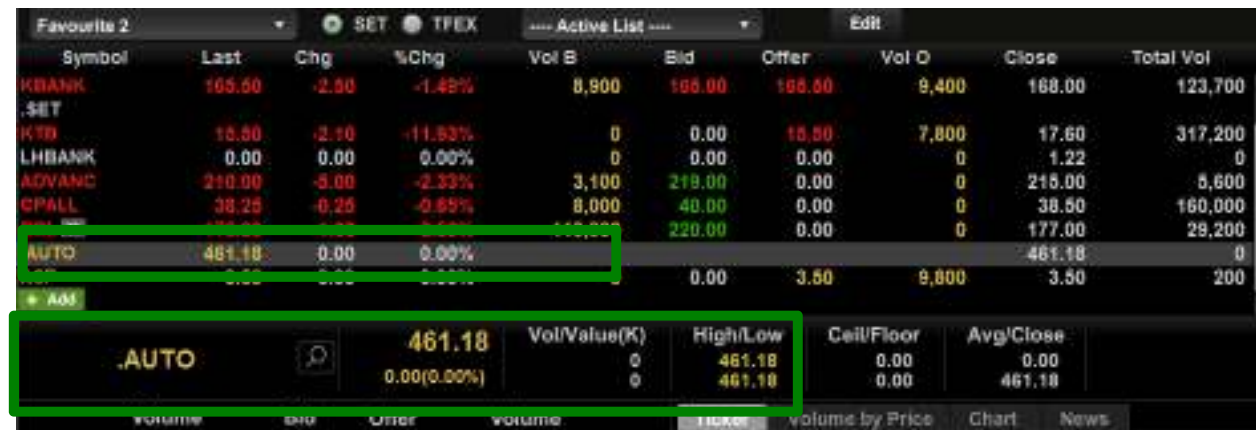 Favourite 2 SET TFEX ---- Active List ---- Edit
Symbol Last Chg %Chg Vol B Bid Offer Vol O Close Total Vol
KBANK 165.50 -2.50 -1.49% 8,900 165.00 165.50 9,400 168.00 123,700
.SET
KTB 15.50 -2.10 -11.93% 0 0.00 15.50 7,800 17.60 317,200
LHBANK 0.00 0.00 0.00% 0 0.00 0.00 0 1.22 0
ADVANC 210.00 -5.00 -2.33% 3,100 219.00 0.00 0 215.00 5,600
CPALL 38.25 -0.25 -0.65% 8,000 40.00 0.00 0 38.50 160,000
220.00 0.00 0 177.00 29,200
.AUTO 461.18 0.00 0.00% 461.18 0
0.00 3.50 9,800 3.50 200
+ Add
.AUTO 461.18 Vol/Value(K) High/Low Ceil/Floor Avg/Close
0 461.18 0.00 0.00
0.00(0.00%) 0 461.18 0.00 461.18
Volume Bid Offer Volume Ticker Volume by Price Chart News